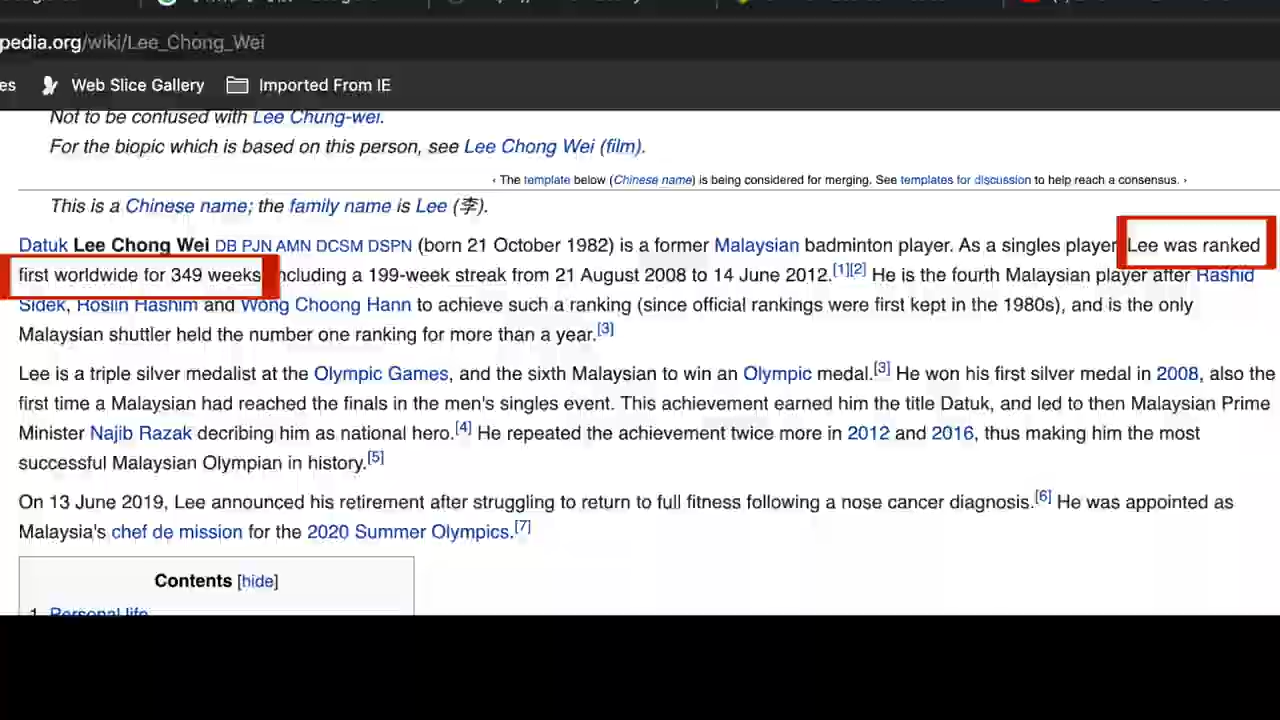 pedia.org/wiki/Lee_Chong_Wei
es Web Slice Gallery Imported From IE
Not to be confused with Lee Chung-wei.
For the biopic which is based on this person, see Lee Chong Wei (film).
‹ The template below (Chinese name) is being considered for merging. See templates for discussion to help reach a consensus. ›
This is a Chinese name; the family name is Lee (李).
Datuk Lee Chong Wei DB PJN AMN DCSM DSPN (born 21 October 1982) is a former Malaysian badminton player. As a singles player Lee was ranked
first worldwide for 349 weeks including a 199-week streak from 21 August 2008 to 14 June 2012.[1][2] He is the fourth Malaysian player after Rashid
Sidek, Roslin Hashim and Wong Choong Hann to achieve such a ranking (since official rankings were first kept in the 1980s), and is the only
Malaysian shuttler held the number one ranking for more than a year.[3]
Lee is a triple silver medalist at the Olympic Games, and the sixth Malaysian to win an Olympic medal.[3] He won his first silver medal in 2008, also the
first time a Malaysian had reached the finals in the men's singles event. This achievement earned him the title Datuk, and led to then Malaysian Prime
Minister Najib Razak decribing him as national hero.[4] He repeated the achievement twice more in 2012 and 2016, thus making him the most
successful Malaysian Olympian in history.[5]
On 13 June 2019, Lee announced his retirement after struggling to return to full fitness following a nose cancer diagnosis.[6] He was appointed as
Malaysia's chef de mission for the 2020 Summer Olympics.[7]
Contents [hide]
1 Personal life